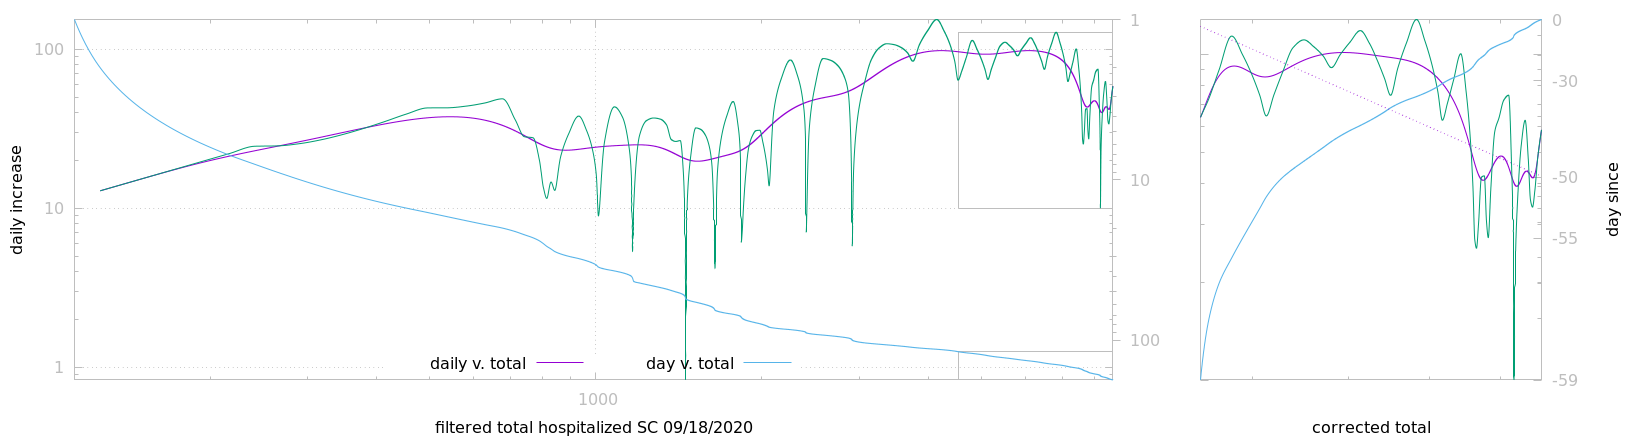 100
10
1
daily increase
daily v. total
day v. total
1000
filtered total hospitalized SC 09/18/2020
1
10
100
0
-30
-50
-55
-59
day since
corrected total